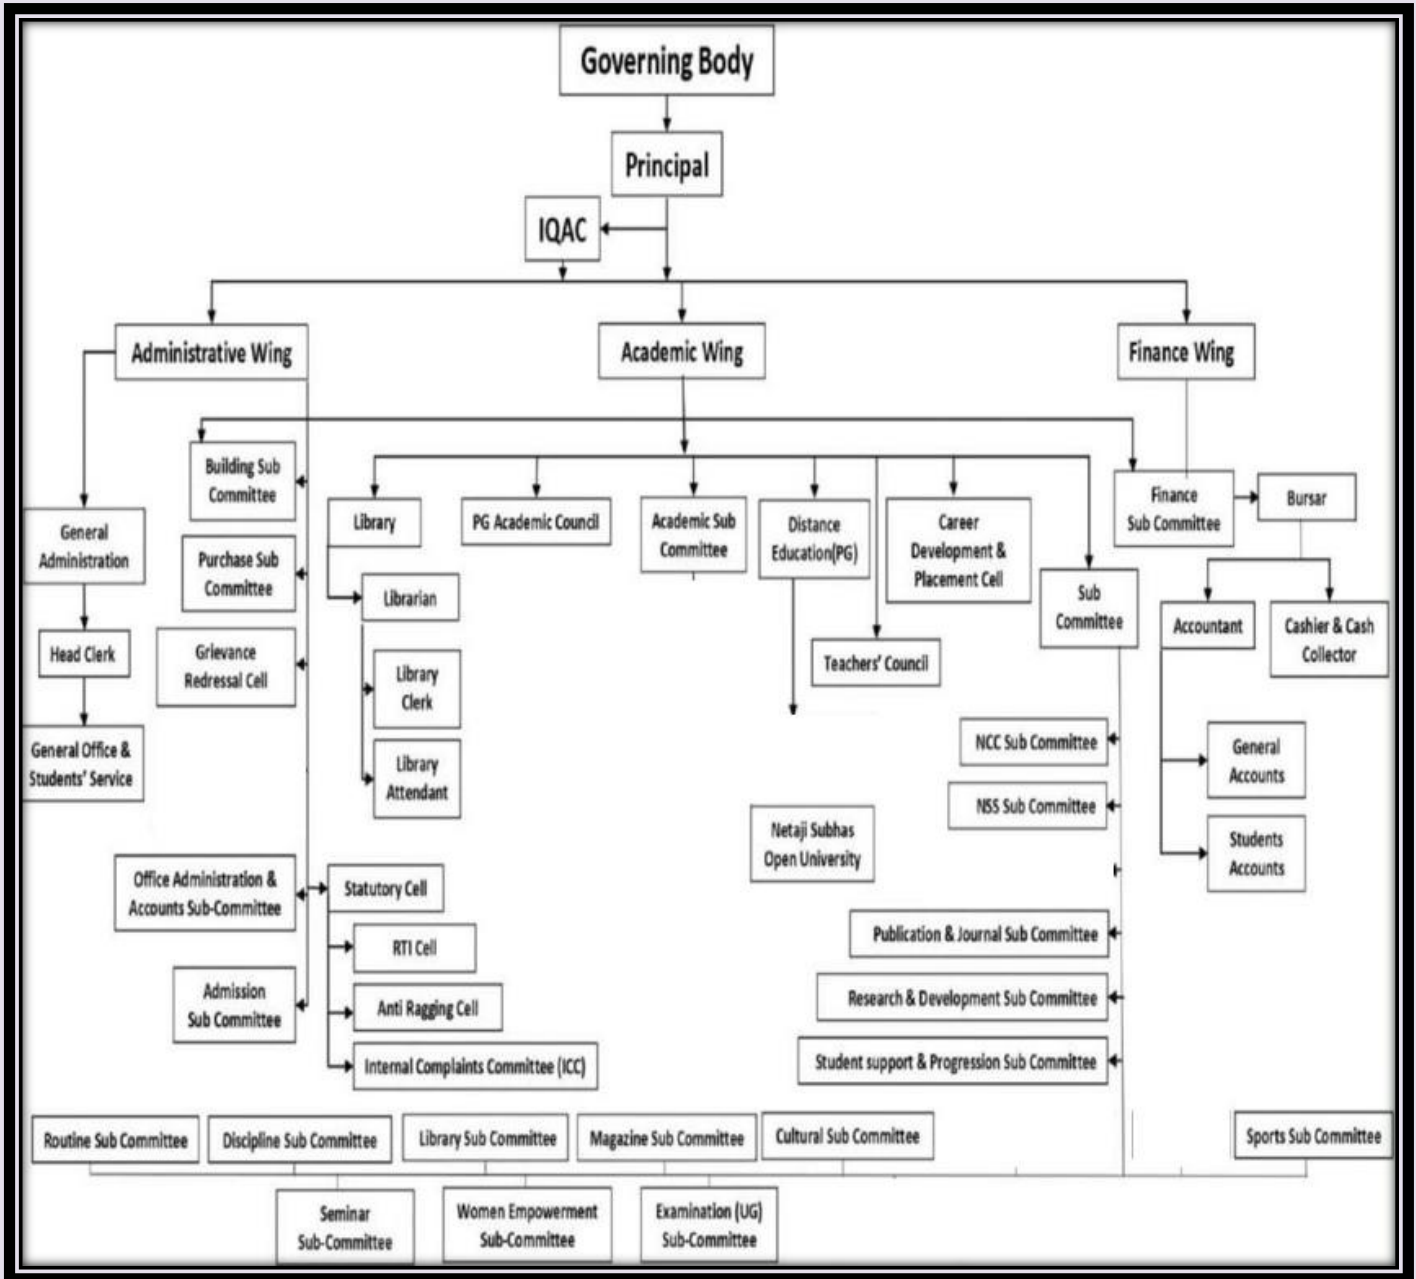 Governing Body
Principal
IQAC
Administrative Wing
Academic Wing
Finance Wing
Building Sub
Committee
General
Administration
Purchase Sub
Committee
Head Clerk
Grievance
Redressal Cell
General Office &
Students' Service
Library
PG Academic Council
Academic Sub
Committee
Distance
Education(PG)
Career
Development &
Placement Cell
Sub
Committee
Finance
Sub Committee
Bursar
Librarian
Library
Clerk
Library
Attendant
Teachers' Council
Accountant
Cashier & Cash
Collector
NCC Sub Committee
NSS Sub Committee
General
Accounts
Students
Accounts
Netaji Subhas
Open University
Office Administration &
Accounts Sub-Committee
Statutory Cell
RTI Cell
Admission
Sub Committee
Anti Ragging Cell
Internal Complaints Committee (ICC)
Publication & Journal Sub Committee
Research & Development Sub Committee
Student support & Progression Sub Committee
Routine Sub Committee
Discipline Sub Committee
Library Sub Committee
Magazine Sub Committee
Cultural Sub Committee
Sports Sub Committee
Seminar
Sub-Committee
Women Empowerment
Sub-Committee
Examination (UG)
Sub-Committee